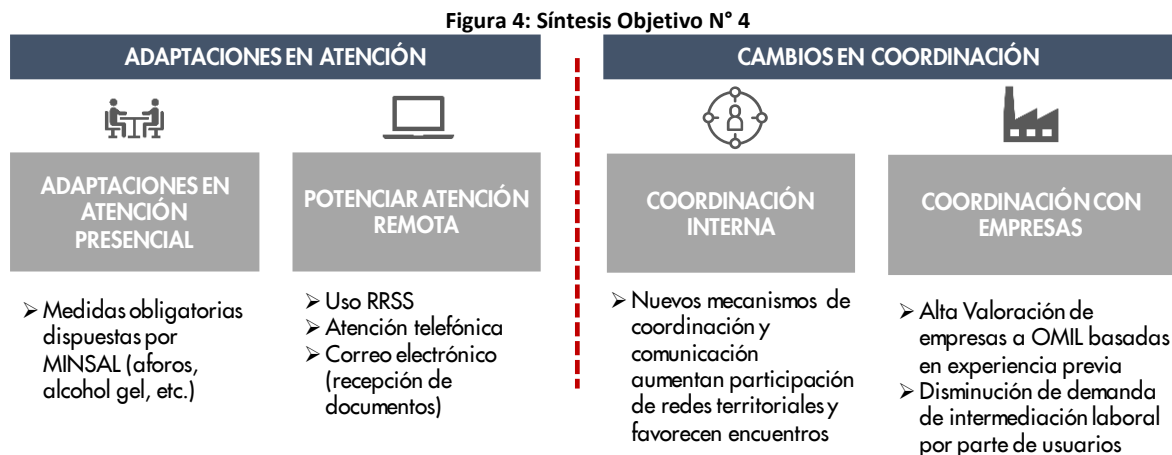 Figura 4: Síntesis Objetivo N° 4
ADAPTACIONES EN ATENCIÓN
ADAPTACIONES EN
ATENCIÓN
PRESENCIAL
➢ Medidas obligatorias
dispuestas por
MINSAL (aforos,
alcohol gel, etc.)
POTENCIAR ATENCIÓN
REMOTA
➢ Uso RRSS
➢ Atención telefónica
➢ Correo electrónico
(recepción de
documentos)
CAMBIOS EN COORDINACIÓN
COORDINACIÓN
INTERNA
➢ Nuevos mecanismos de
coordinación y
comunicación
aumentan participación
de redes territoriales y
favorecen encuentros
COORDINACIÓN CON
EMPRESAS
➢ Alta Valoración de
empresas a OMIL basadas
en experiencia previa
➢ Disminución de demanda
de intermediación laboral
por parte de usuarios